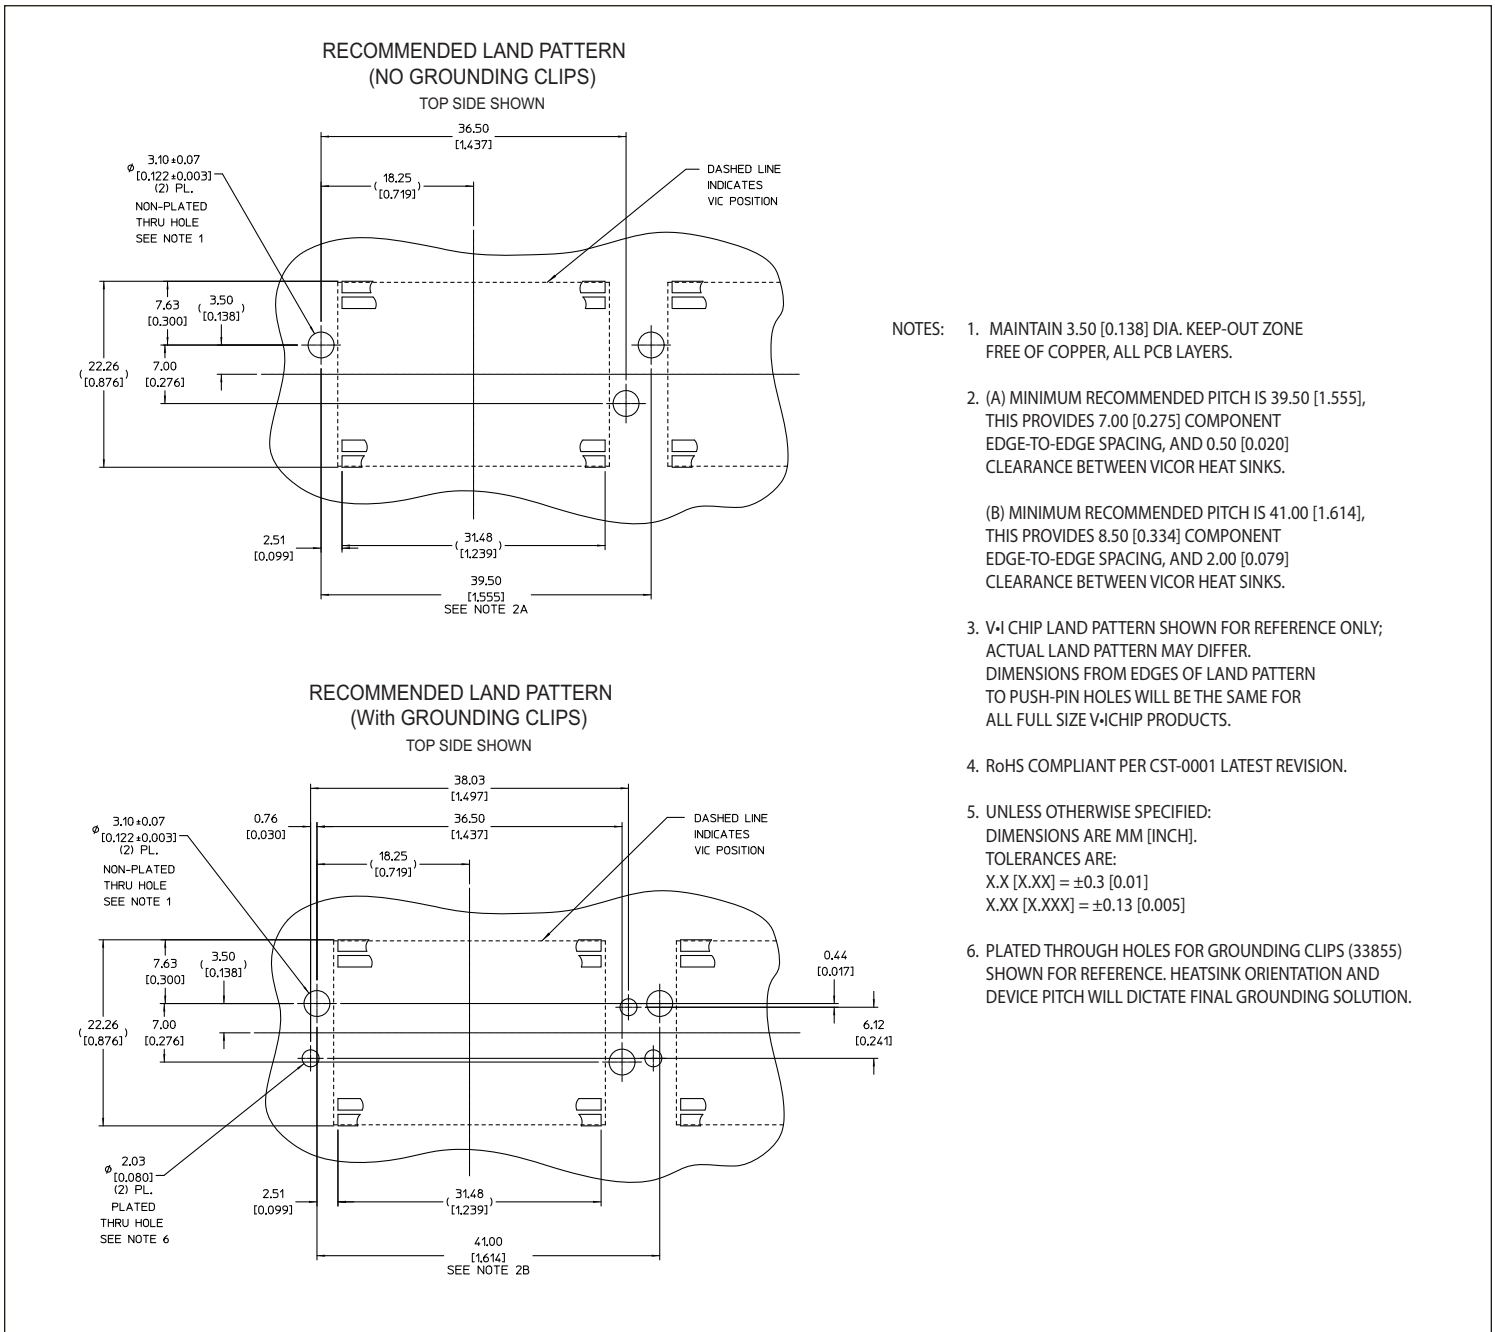 RECOMMENDED LAND PATTERN
(NO GROUNDING CLIPS)
TOP SIDE SHOWN
36.50
[1.437]
18.25
( [0.719] )
ø 3.10 ±0.07
[0.122 ±0.003]
(2) PL.
NON-PLATED
THRU HOLE
SEE NOTE 1
DASHED LINE
INDICATES
VIC POSITION
7.63
[0.300]
3.50
( [0.138] )
22.26
( [0.876] )
7.00
[0.276]
2.51
[0.099]
31.48
( [1.239] )
39.50
[1.555]
SEE NOTE 2A
RECOMMENDED LAND PATTERN
(With GROUNDING CLIPS)
TOP SIDE SHOWN
38.03
[1.497]
0.76
[0.030]
36.50
[1.437]
18.25
( [0.719] )
ø 3.10 ±0.07
[0.122 ±0.003]
(2) PL.
NON-PLATED
THRU HOLE
SEE NOTE 1
DASHED LINE
INDICATES
VIC POSITION
7.63
[0.300]
3.50
( [0.138] )
22.26
( [0.876] )
7.00
[0.276]
0.44
[0.017]
6.12
[0.241]
ø 2.03
[0.080]
(2) PL.
PLATED
THRU HOLE
SEE NOTE 6
2.51
[0.099]
31.48
( [1.239] )
41.00
[1.614]
SEE NOTE 2B
NOTES: 1. MAINTAIN 3.50 [0.138] DIA. KEEP-OUT ZONE
FREE OF COPPER, ALL PCB LAYERS.
2. (A) MINIMUM RECOMMENDED PITCH IS 39.50 [1.555],
THIS PROVIDES 7.00 [0.275] COMPONENT
EDGE-TO-EDGE SPACING, AND 0.50 [0.020]
CLEARANCE BETWEEN VICOR HEAT SINKS.
(B) MINIMUM RECOMMENDED PITCH IS 41.00 [1.614],
THIS PROVIDES 8.50 [0.334] COMPONENT
EDGE-TO-EDGE SPACING, AND 2.00 [0.079]
CLEARANCE BETWEEN VICOR HEAT SINKS.
3. V•I CHIP LAND PATTERN SHOWN FOR REFERENCE ONLY;
ACTUAL LAND PATTERN MAY DIFFER.
DIMENSIONS FROM EDGES OF LAND PATTERN
TO PUSH-PIN HOLES WILL BE THE SAME FOR
ALL FULL SIZE V•ICHIP PRODUCTS.
4. RoHS COMPLIANT PER CST-0001 LATEST REVISION.
5. UNLESS OTHERWISE SPECIFIED:
DIMENSIONS ARE MM [INCH].
TOLERANCES ARE:
X.X [X.XX] = ±0.3 [0.01]
X.XX [X.XXX] = ±0.13 [0.005]
6. PLATED THROUGH HOLES FOR GROUNDING CLIPS (33855)
SHOWN FOR REFERENCE. HEATSINK ORIENTATION AND
DEVICE PITCH WILL DICTATE FINAL GROUNDING SOLUTION.